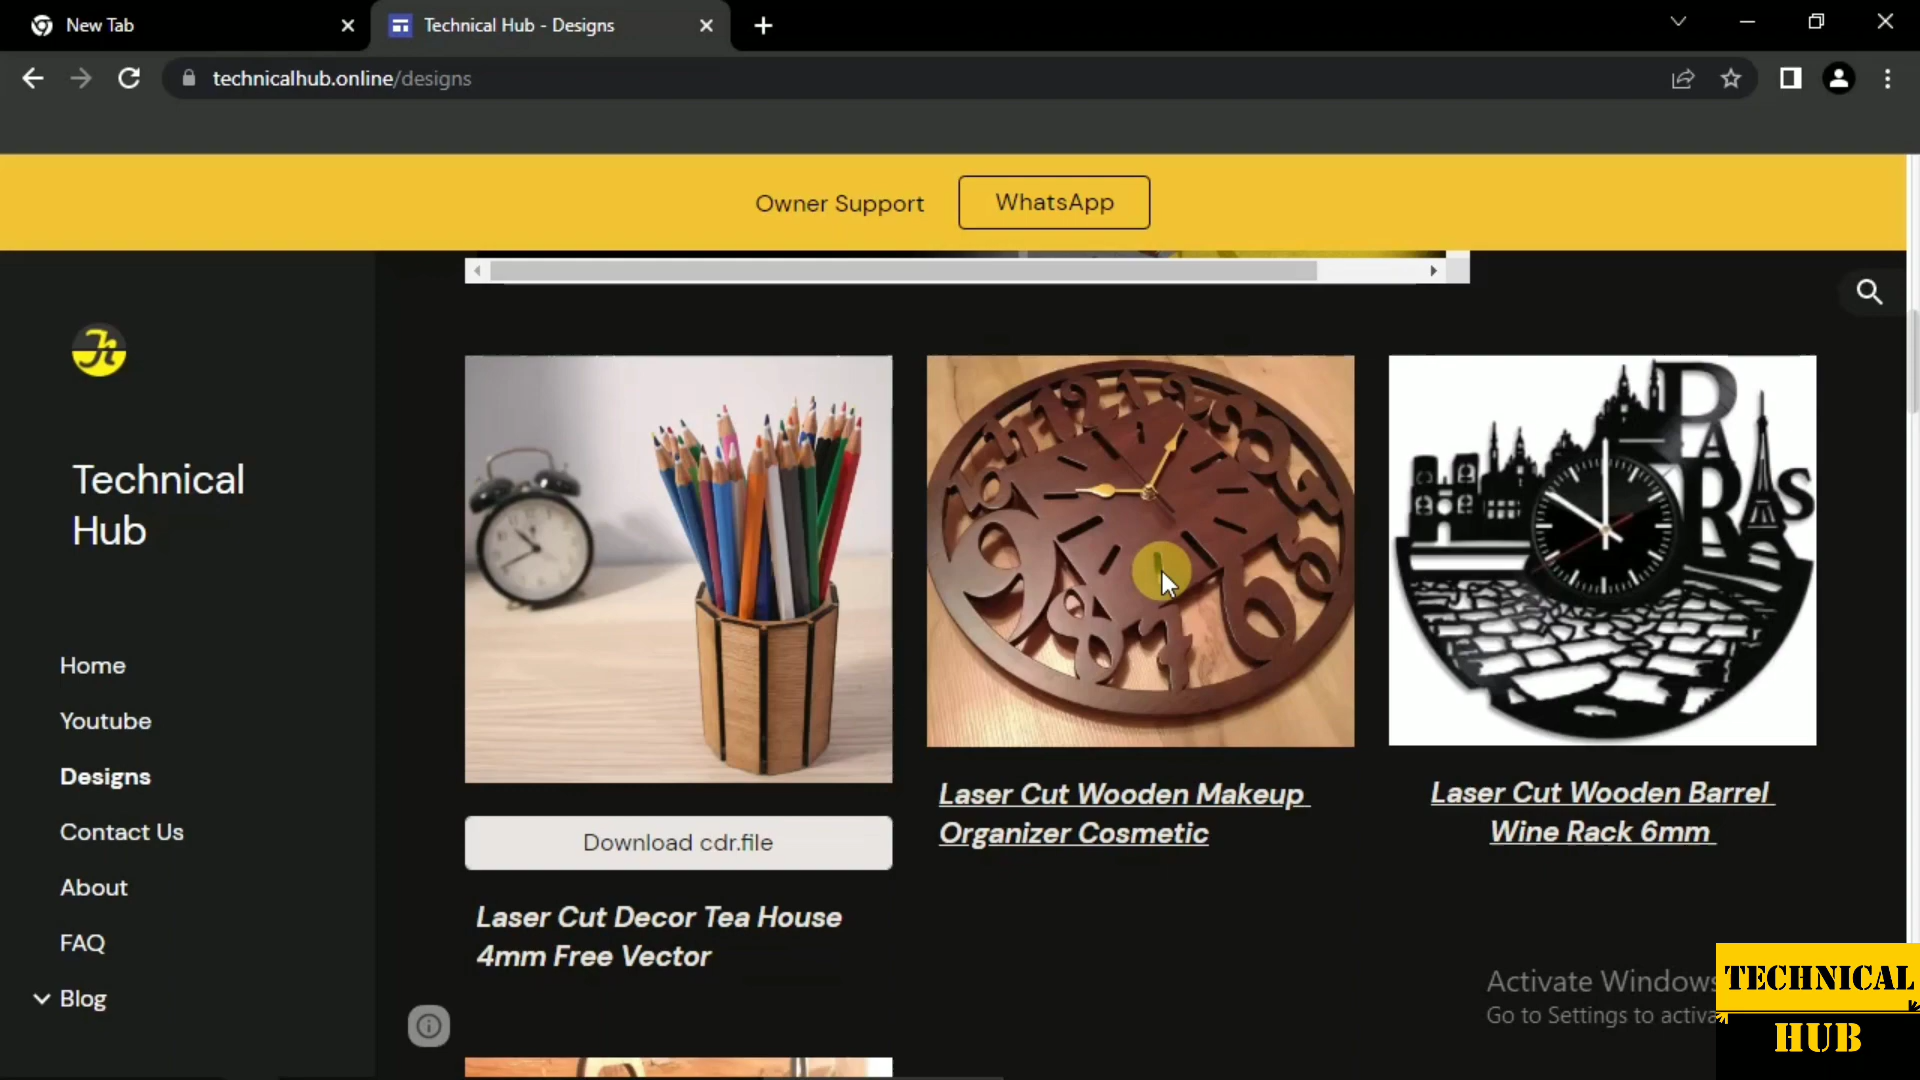 New Tab
Technical Hub - Designs
technicalhub.online/designs
Owner Support
WhatsApp
Technical
Hub
Home
Youtube
Designs
Contact Us
About
FAQ
Blog
PARIS
Download cdr.file
Laser Cut Decor Tea House
4mm Free Vector
Laser Cut Wooden Makeup
Organizer Cosmetic
Laser Cut Wooden Barrel
Wine Rack 6mm
Activate Windows
Go to Settings to activa
TECHNICAL
HUB